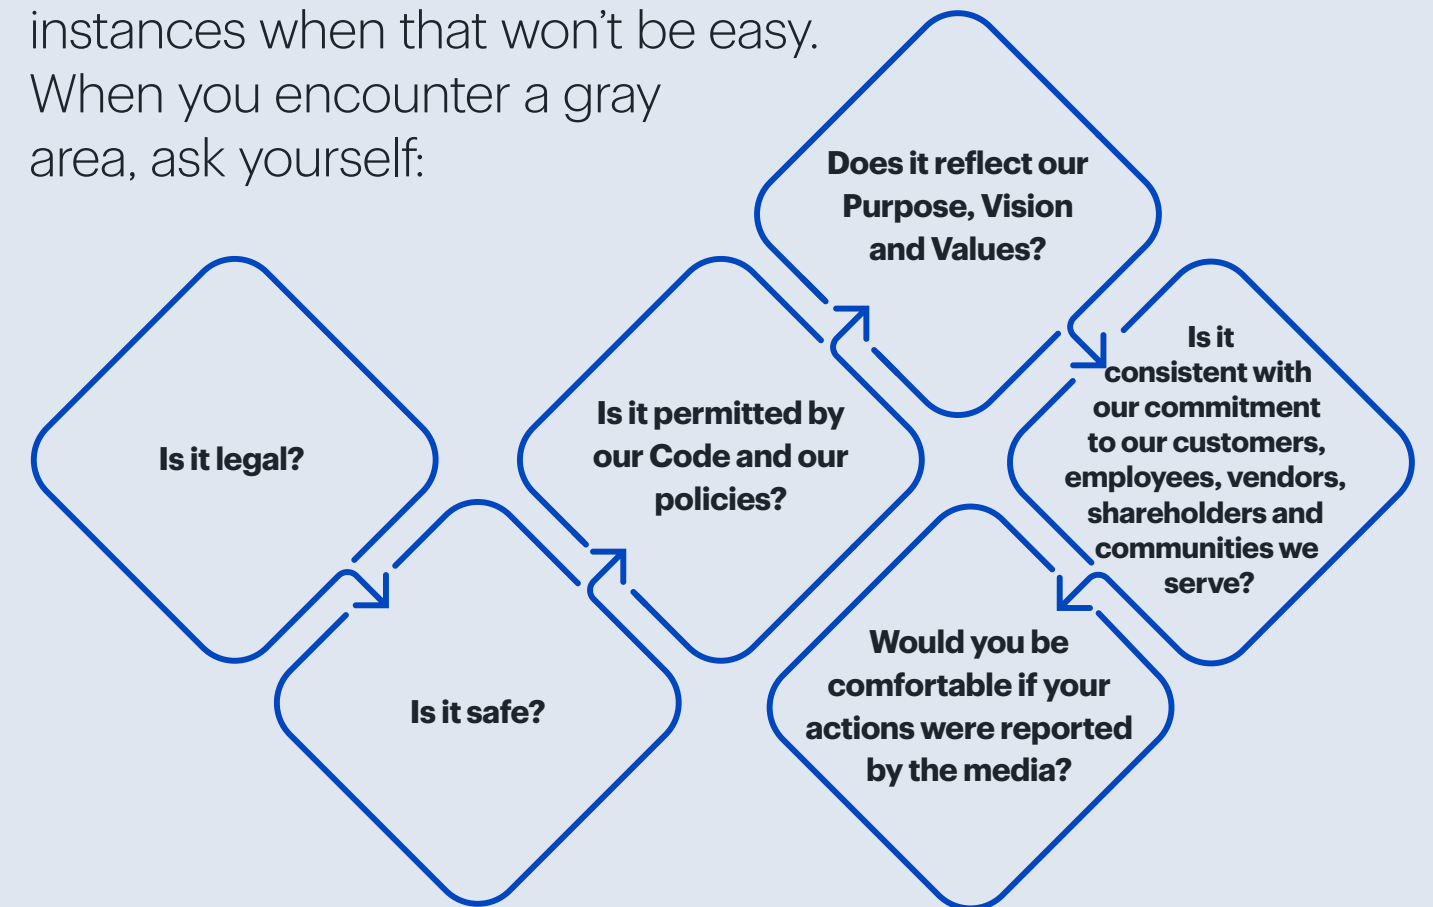 instances when that won’t be easy.
When you encounter a gray
area, ask yourself:
Is it legal?
Is it safe?
Is it permitted by
our Code and our
policies?
Does it reflect our
Purpose, Vision
and Values?
Is it
consistent with
our commitment
to our customers,
employees, vendors,
shareholders and
communities we
serve?
Would you be
comfortable if your
actions were reported
by the media?